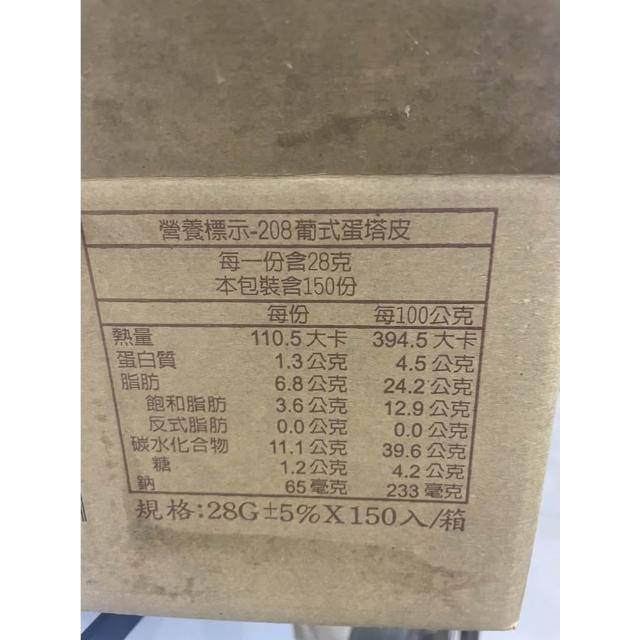 營養標示-208葡式蛋塔皮
每一份含28克
本包裝含150份
每份 每100公克
熱量 110.5大卡 394.5大卡
蛋白質 1.3公克 4.5公克
脂肪 6.8公克 24.2公克
飽和脂肪 3.6公克 12.9公克
反式脂肪 0.0公克 0.0公克
碳水化合物 11.1公克 39.6公克
糖 1.2公克 4.2公克
鈉 65毫克 233毫克
規格:28G±5%X150入/箱